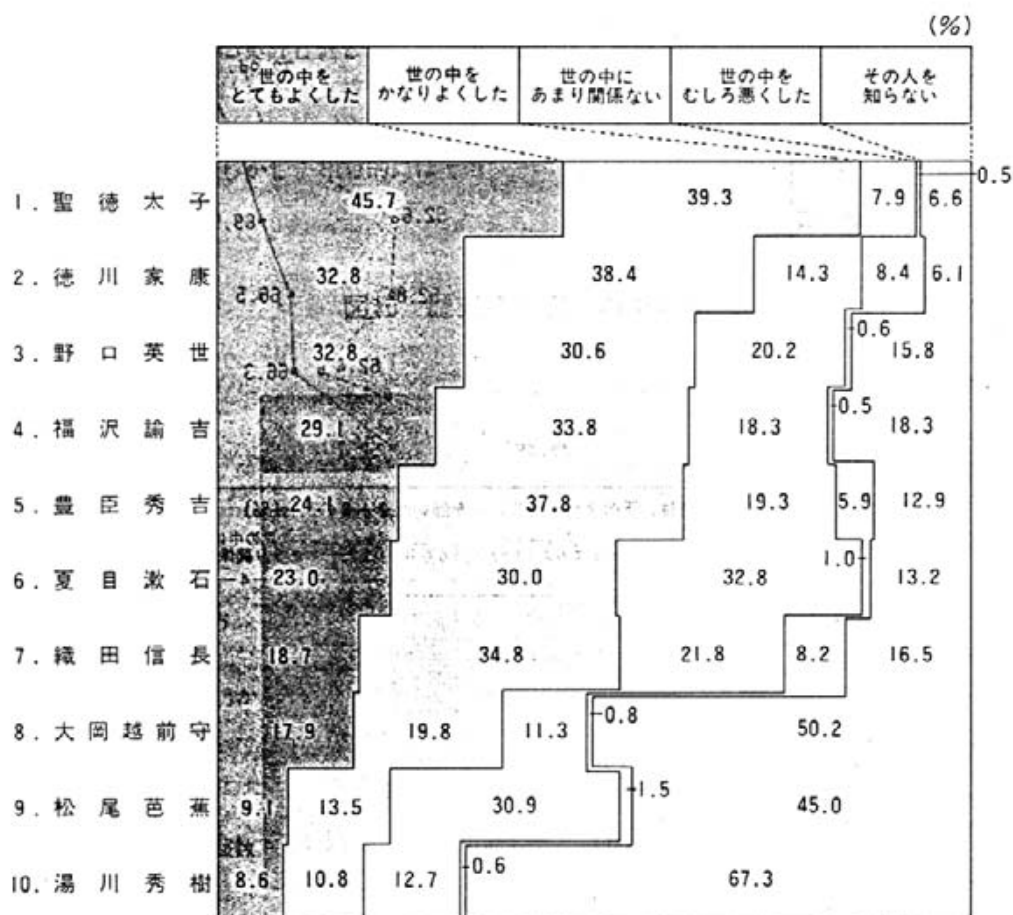 (%)
世の中を
とてもよくした
世の中を
かなりよくした
世の中に
あまり関係ない
世の中を
むしろ悪くした
その人を
知らない
1. 聖徳太子 45.7 39.3 7.9 0.5 6.6
2. 徳川家康 32.8 38.4 14.3 8.4 6.1
3. 野口英世 32.8 30.6 20.2 0.6 15.8
4. 福沢諭吉 29.1 33.8 18.3 0.5 18.3
5. 豊臣秀吉 24.1 37.8 19.3 5.9 12.9
6. 夏目漱石 23.0 30.0 32.8 1.0 13.2
7. 織田信長 18.7 34.8 21.8 8.2 16.5
8. 大岡越前守 17.9 19.8 11.3 0.8 50.2
9. 松尾芭蕉 9.1 13.5 30.9 1.5 45.0
10. 湯川秀樹 8.6 10.8 12.7 0.6 67.3